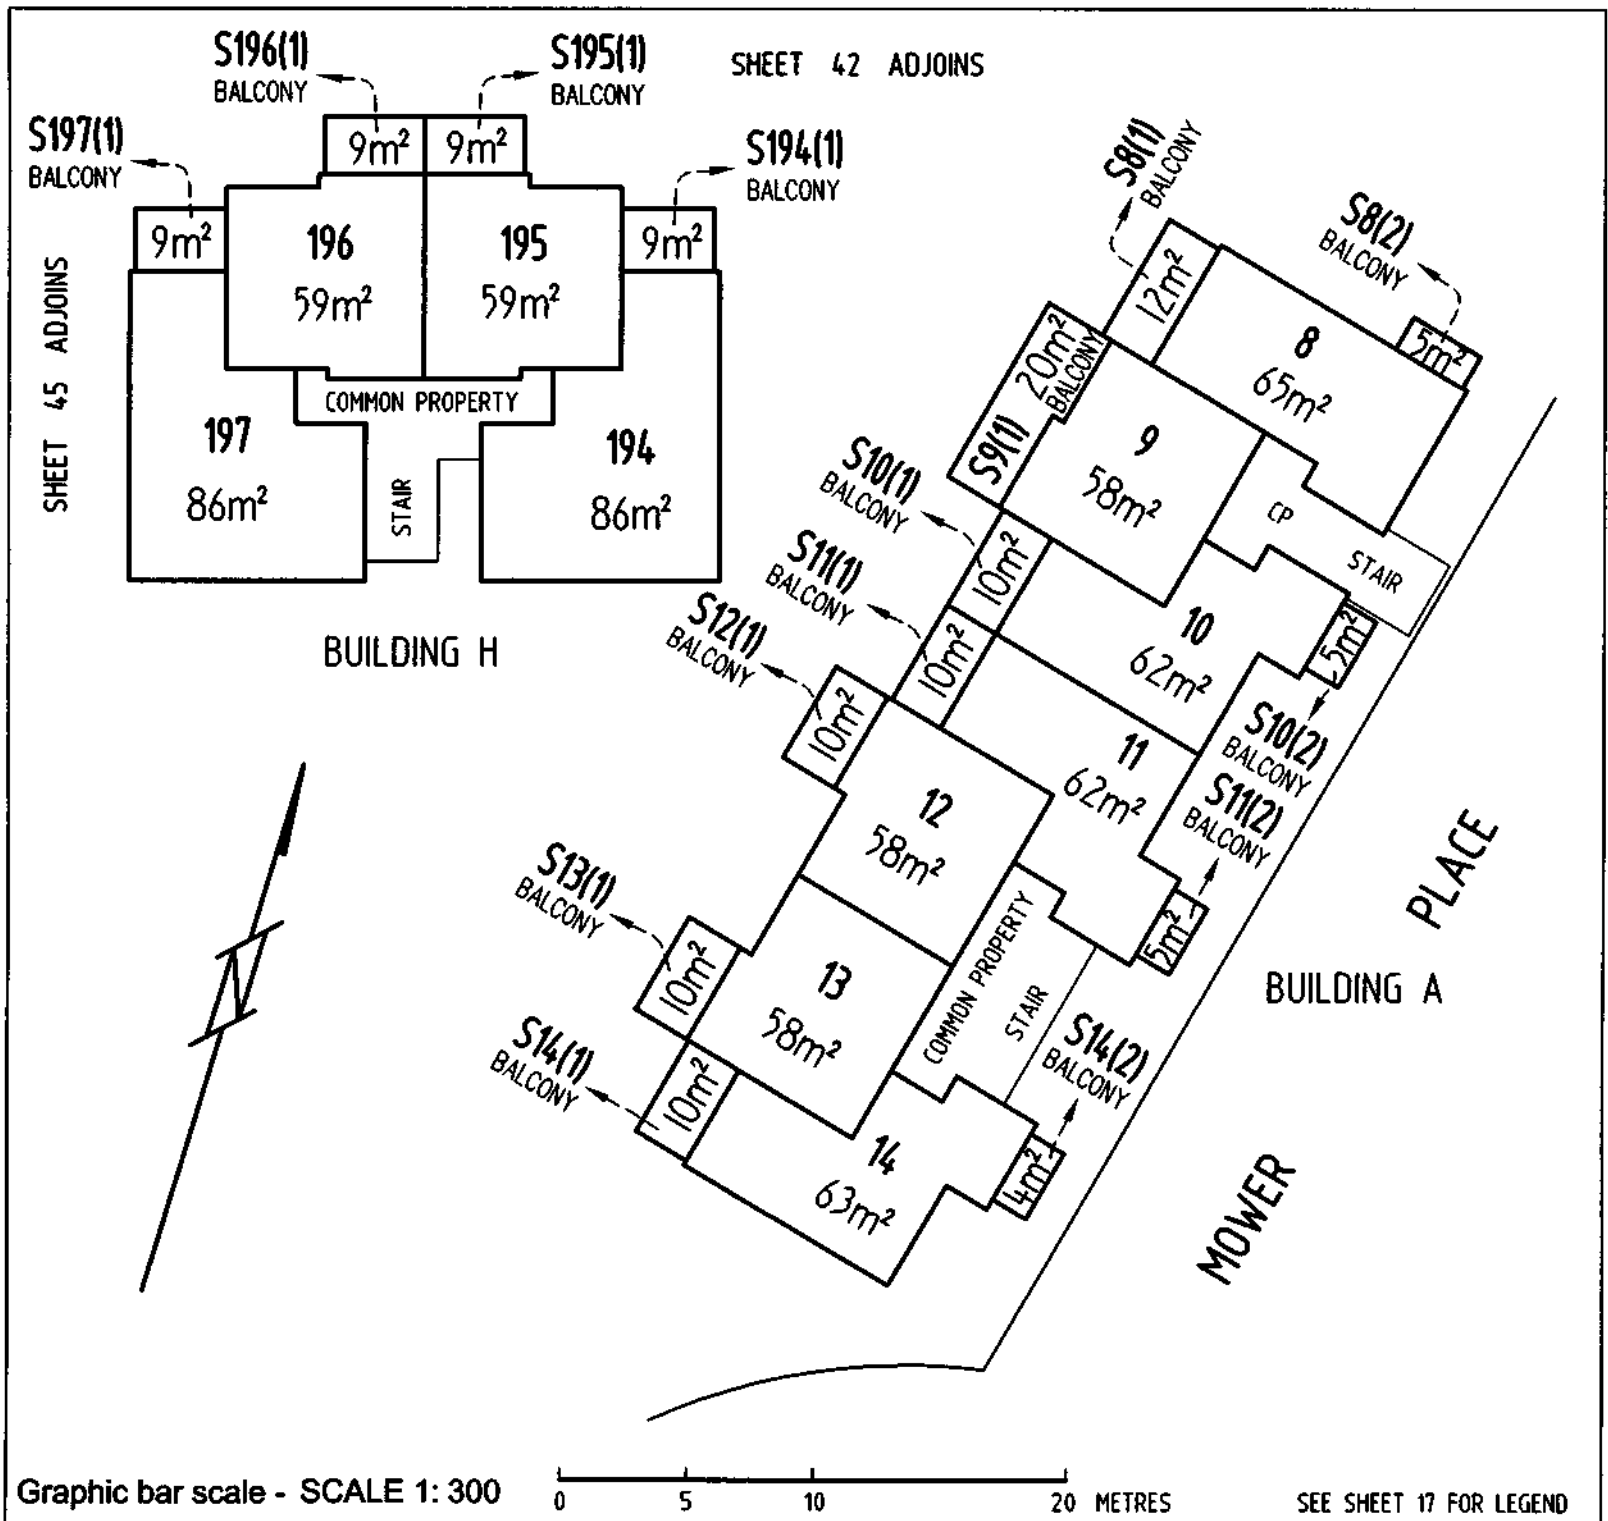 SHEET 42 ADJOINS
SHEET 45 ADJOINS
S196(1)
BALCONY
S195(1)
BALCONY
S197(1)
BALCONY
S194(1)
BALCONY
9m²
9m²
9m²
9m²
196
59m²
195
59m²
COMMON PROPERTY
197
86m²
STAIR
194
86m²
BUILDING H
S8(1)
BALCONY
S8(2)
BALCONY
12m²
8
65m²
5m²
20m²
BALCONY
S9(1)
9
58m²
CP
STAIR
S10(1)
BALCONY
10m²
10
62m²
5m²
S10(2)
BALCONY
S11(1)
BALCONY
10m²
11
62m²
S11(2)
BALCONY
5m²
S12(1)
BALCONY
10m²
12
58m²
S13(1)
BALCONY
10m²
13
58m²
COMMON PROPERTY
STAIR
S14(1)
BALCONY
10m²
14
63m²
4m²
S14(2)
BALCONY
BUILDING A
MOWER PLACE
Graphic bar scale - SCALE 1: 300
0 5 10 20 METRES
SEE SHEET 17 FOR LEGEND